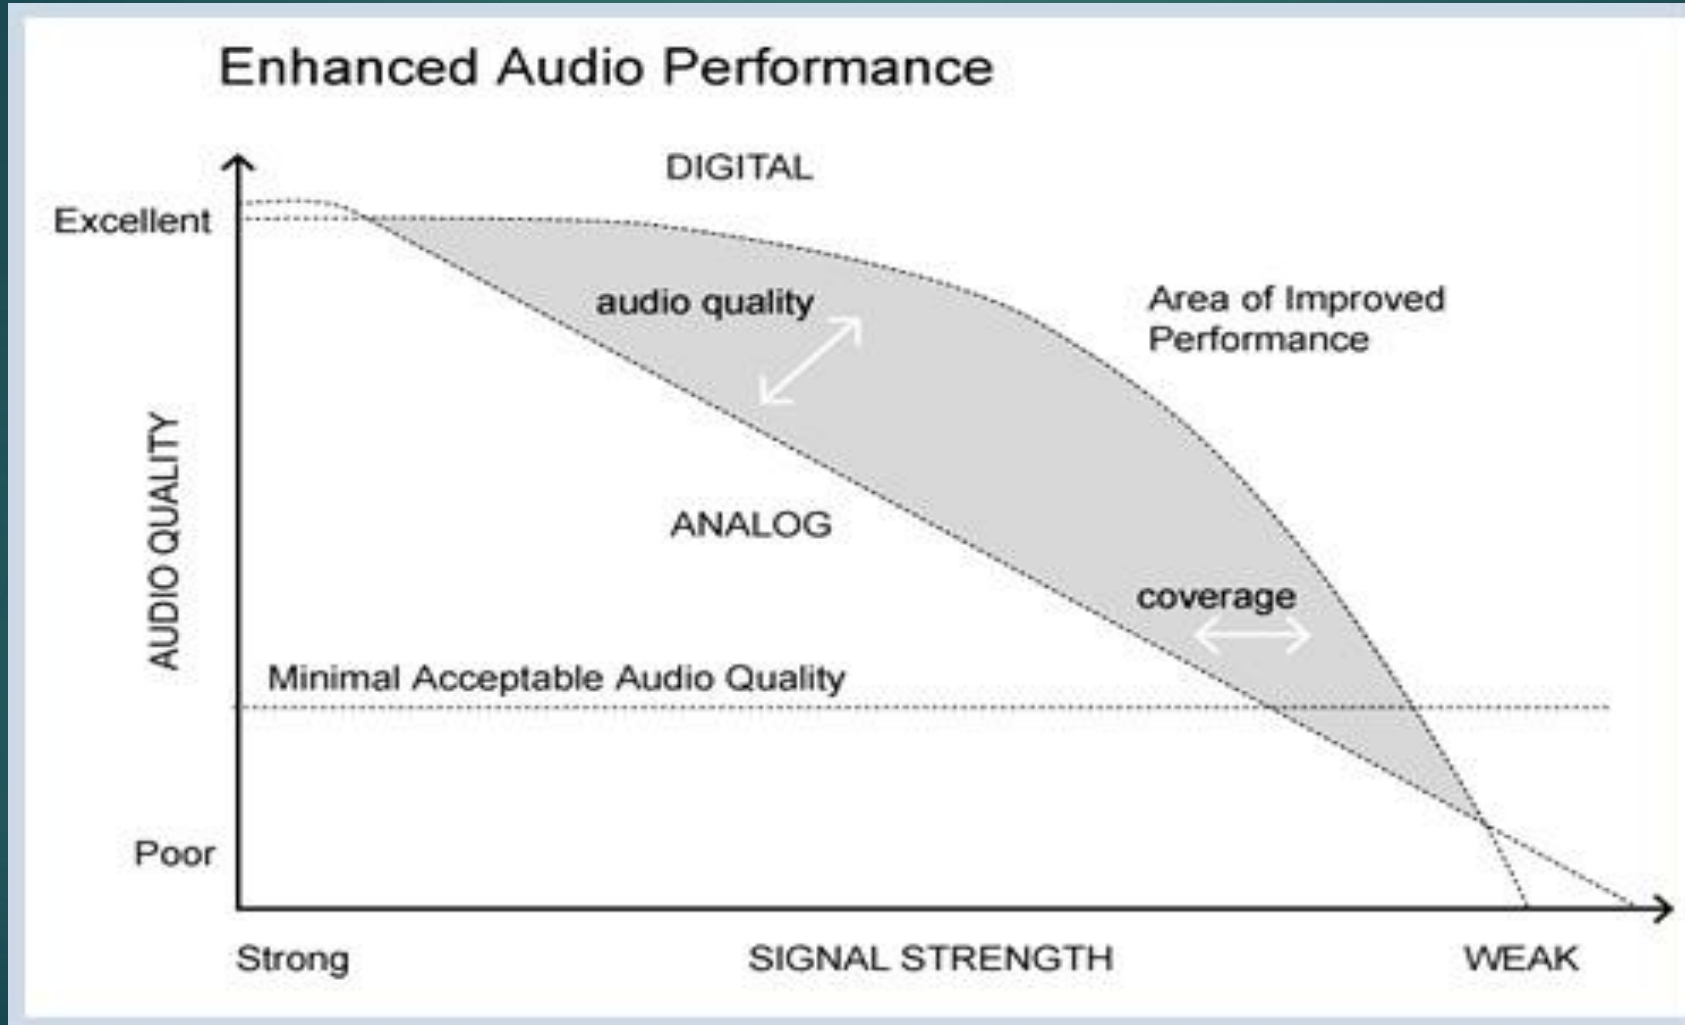 Enhanced Audio Performance
DIGITAL
Excellent
audio quality
Area of Improved
Performance
AUDIO QUALITY
ANALOG
coverage
Minimal Acceptable Audio Quality
Poor
Strong
SIGNAL STRENGTH
WEAK